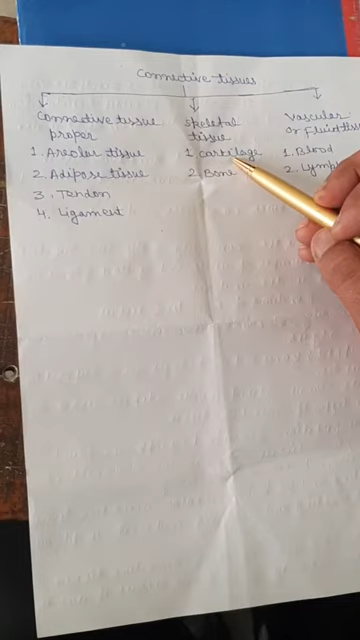 Connective tissues
Connective tissue
proper
1. Areolar tissue
2. Adipose tissue
3. Tendon
4. Ligament
Skeletal
tissue
1. Cartilage
2. Bone
Vascular
or Fluid
1. Blood
2. Lymph